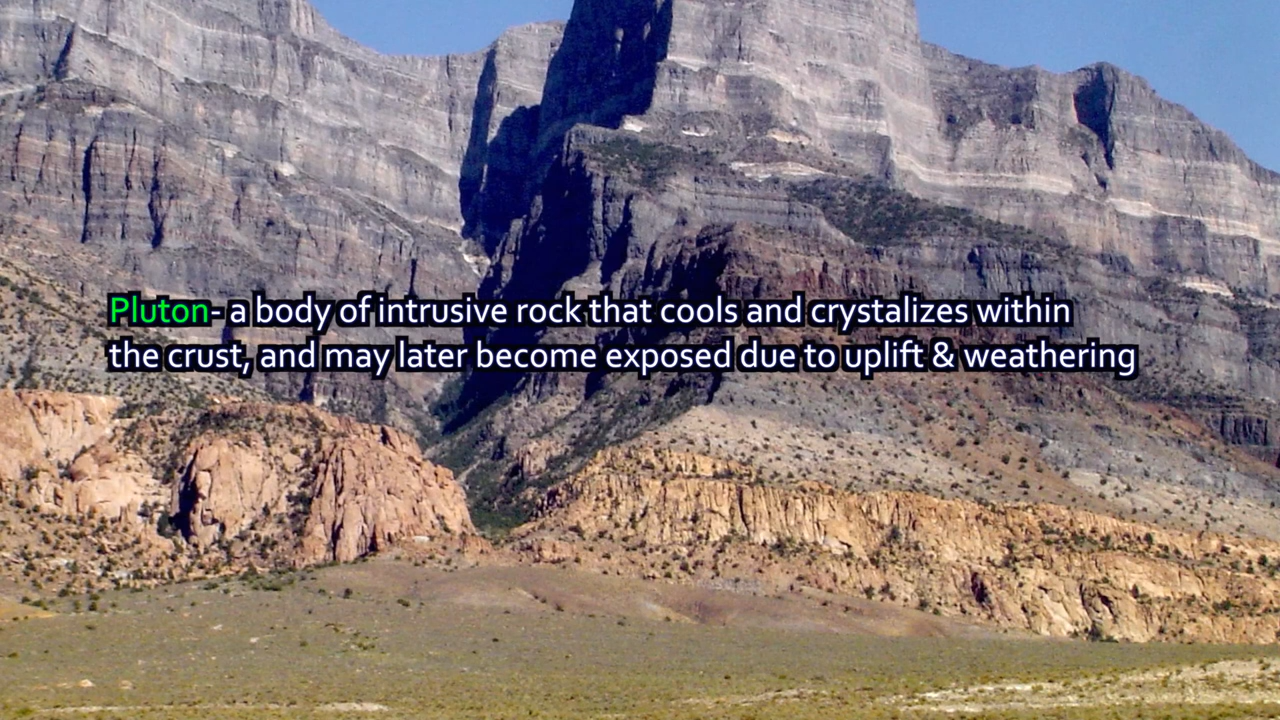 Pluton- a body of intrusive rock that cools and crystalizes within
the crust, and may later become exposed due to uplift & weathering